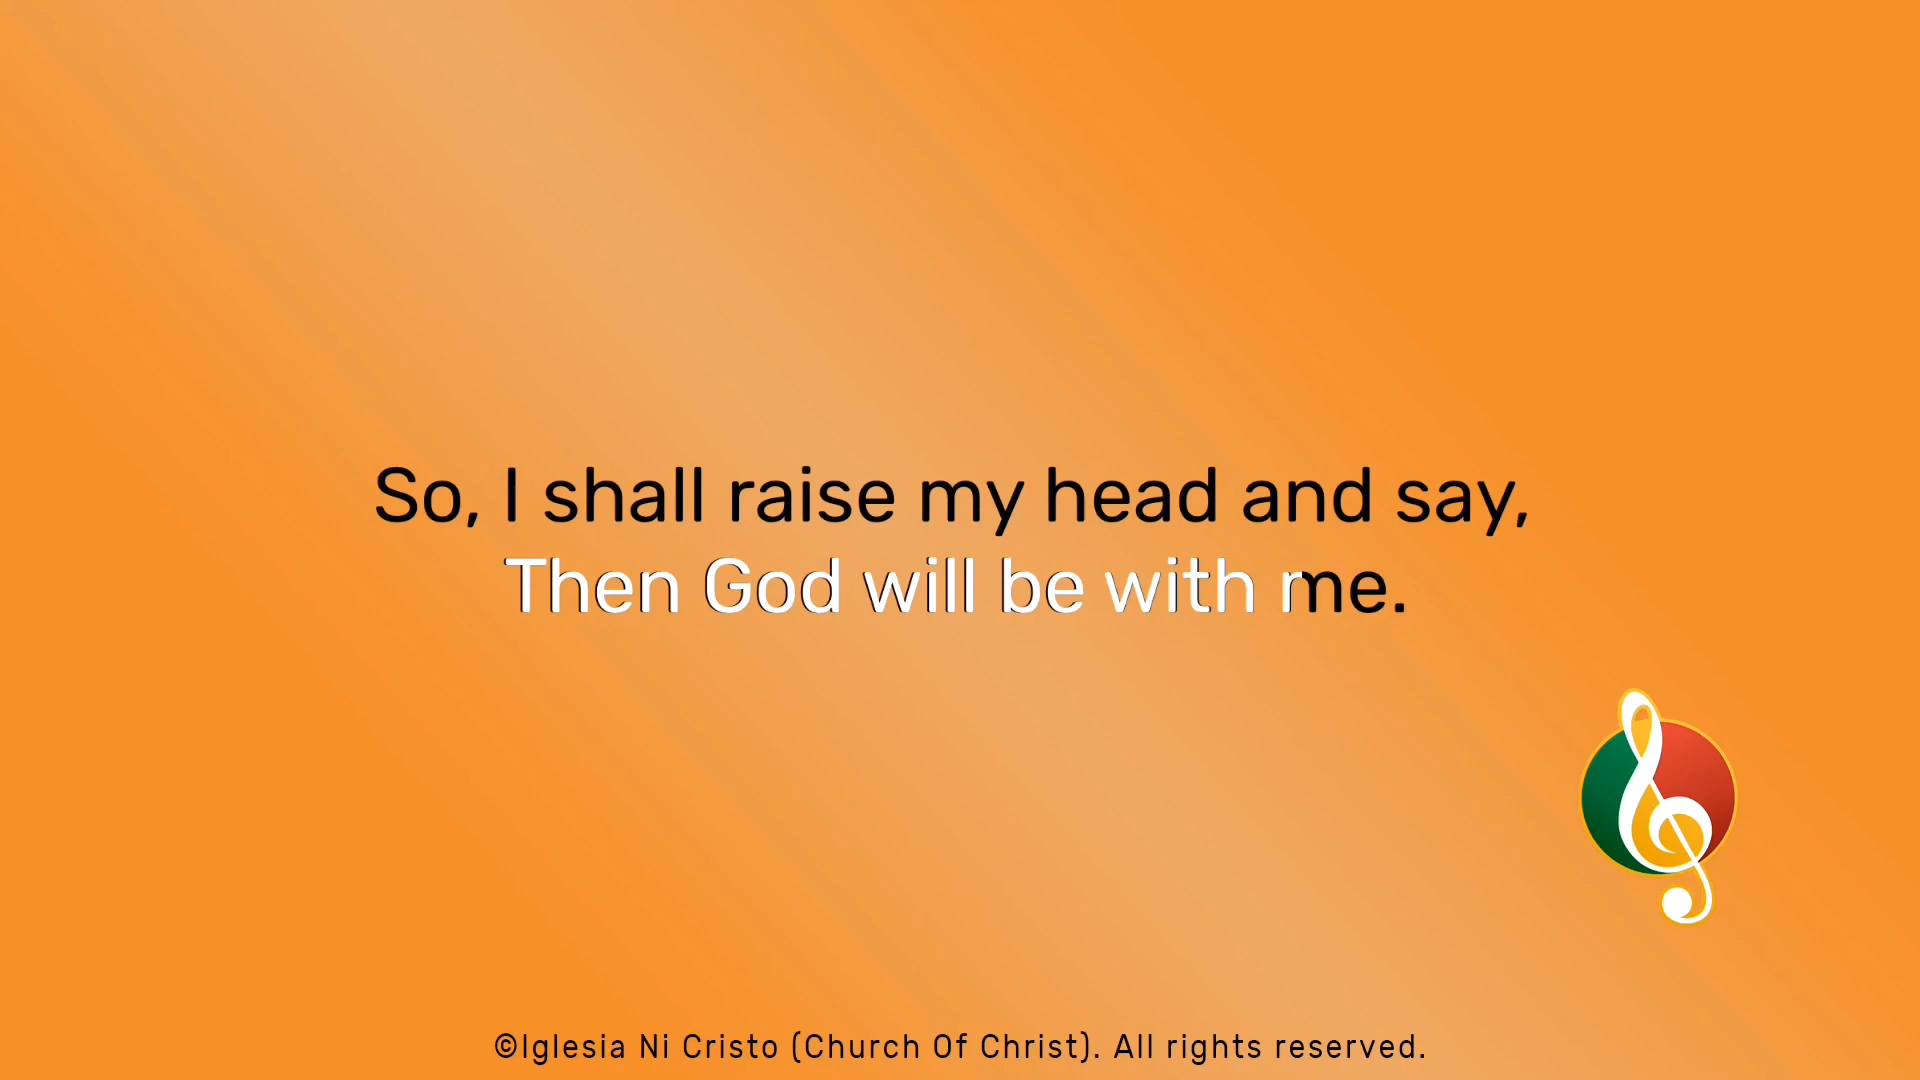 So, I shall raise my head and say,
Then God will be with me.
©Iglesia Ni Cristo (Church Of Christ). All rights reserved.